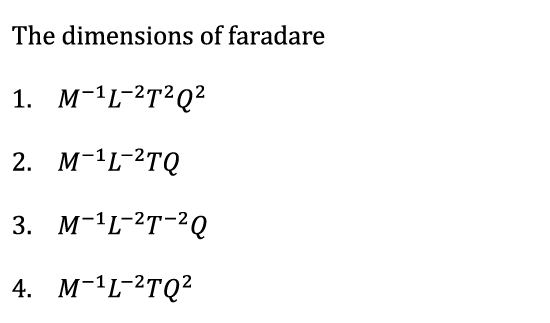 The dimensions of faradare
1. M⁻¹L⁻²T²Q²
2. M⁻¹L⁻²TQ
3. M⁻¹L⁻²T⁻²Q
4. M⁻¹L⁻²TQ²